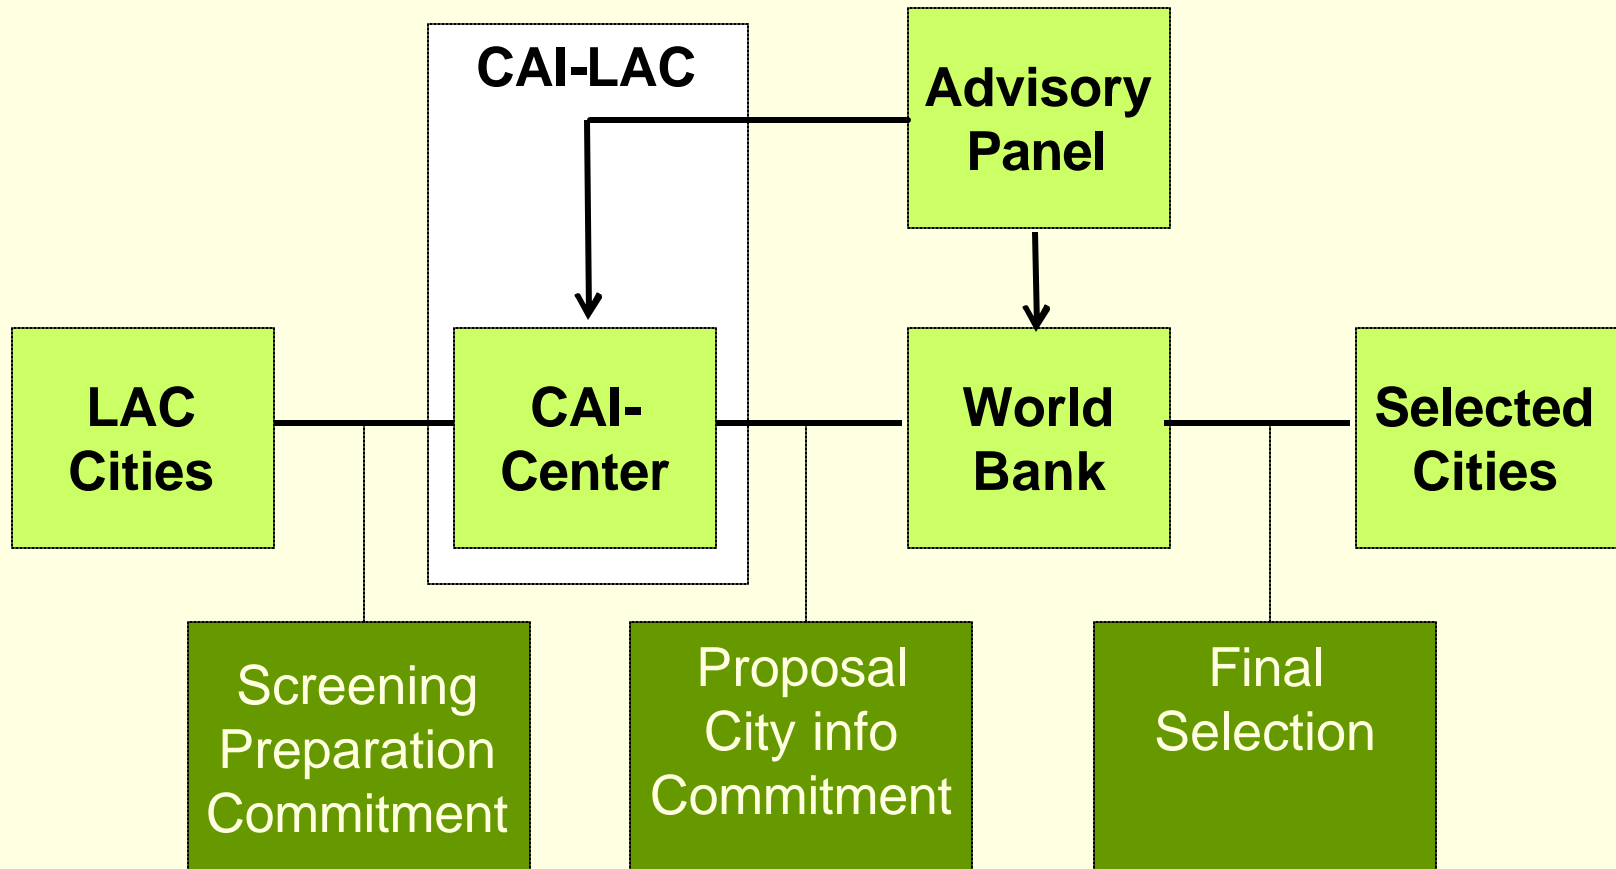 CAI-LAC
Advisory
Panel
LAC
Cities
CAI-
Center
World
Bank
Selected
Cities
Screening
Preparation
Commitment
Proposal
City info
Commitment
Final
Selection